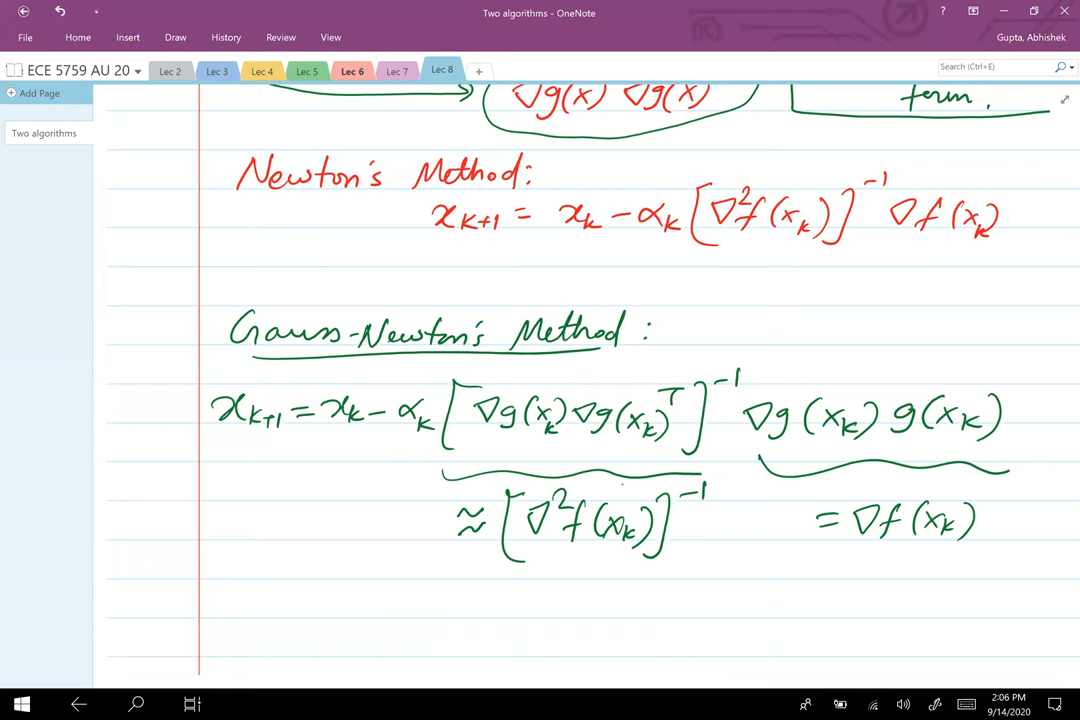 Two algorithms - OneNote
Gupta, Abhishek
File Home Insert Draw History Review View
ECE 5759 AU 20 Lec 2 Lec 3 Lec 4 Lec 5 Lec 6 Lec 7 Lec 8 +
Search (Ctrl+E)
Add Page
Two algorithms
∇g(x) ∇g(x)
term.
Newton's Method:
x_{k+1} = x_k - α_k [∇²f(x_k)]^{-1} ∇f(x_k)
Gauss-Newton's Method :
x_{k+1} = x_k - α_k [∇g(x_k)∇g(x_k)^T]^{-1} ∇g(x_k) g(x_k)
≈ [∇²f(x_k)]^{-1} = ∇f(x_k)
2:06 PM
9/14/2020